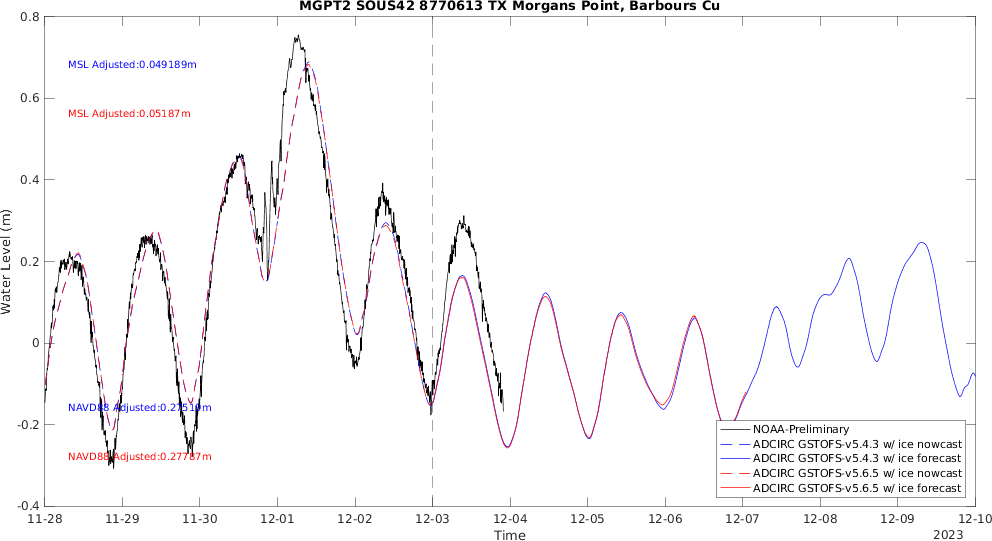 MGPT2 SOUS42 8770613 TX Morgans Point, Barbours Cu
0.8
0.6
0.4
0.2
0
-0.2
-0.4
Water Level (m)
MSL Adjusted:0.049189m
MSL Adjusted:0.05187m
NAVD88 Adjusted:0.27510m
NAVD88 Adjusted:0.27787m
NOAA-Preliminary
ADCIRC GSTOFS-v5.4.3 w/ ice nowcast
ADCIRC GSTOFS-v5.4.3 w/ ice forecast
ADCIRC GSTOFS-v5.6.5 w/ ice nowcast
ADCIRC GSTOFS-v5.6.5 w/ ice forecast
11-28 11-29 11-30 12-01 12-02 12-03 12-04 12-05 12-06 12-07 12-08 12-09 12-10
Time
2023